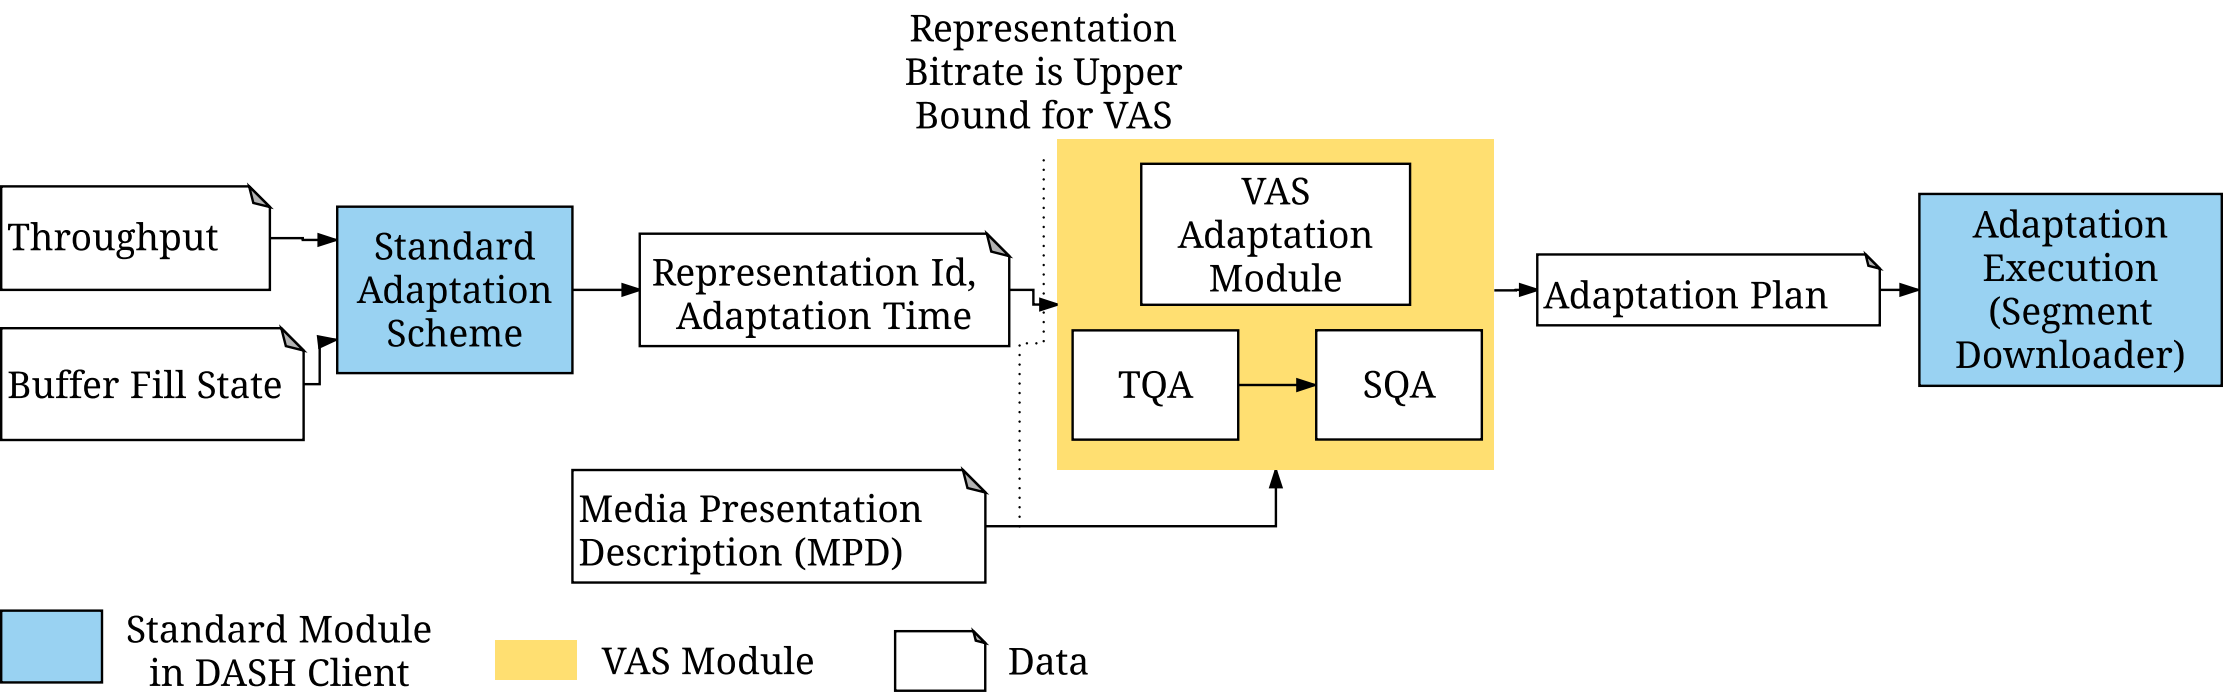 Representation
Bitrate is Upper
Bound for VAS
Throughput
Buffer Fill State
Standard
Adaptation
Scheme
Representation Id,
Adaptation Time
Media Presentation
Description (MPD)
VAS
Adaptation
Module
TQA
SQA
Adaptation Plan
Adaptation
Execution
(Segment
Downloader)
Standard Module
in DASH Client
VAS Module
Data